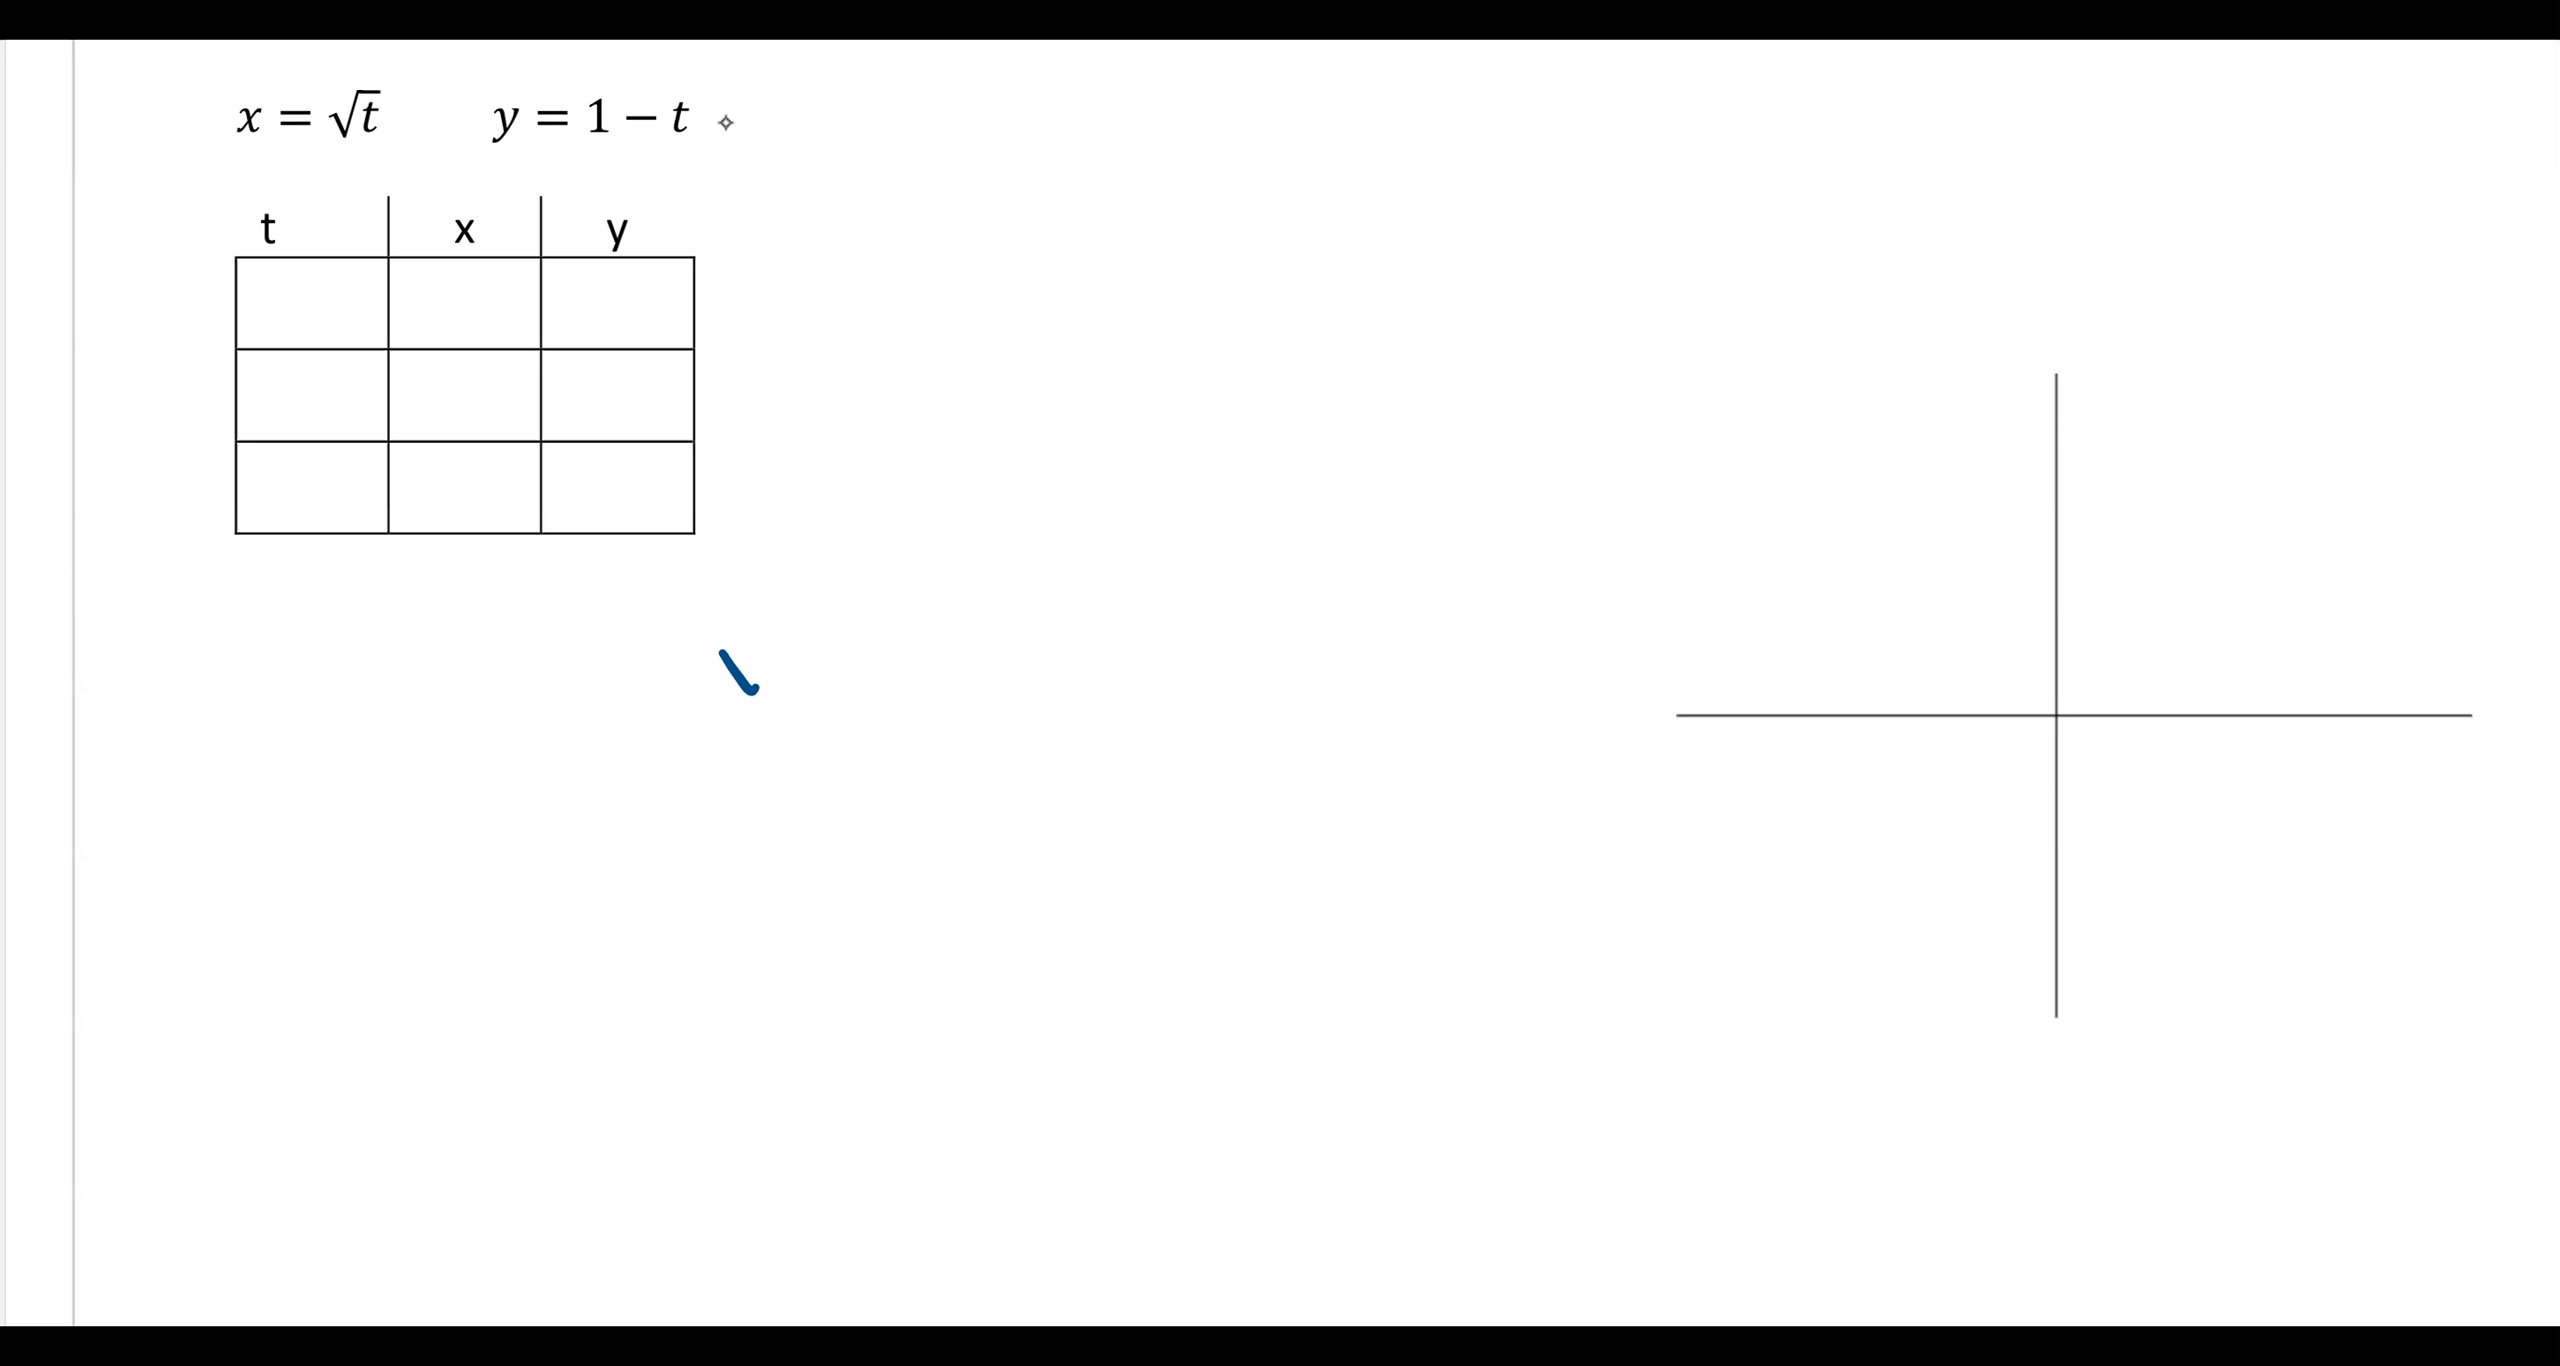 x = √t y = 1 − t
t x y